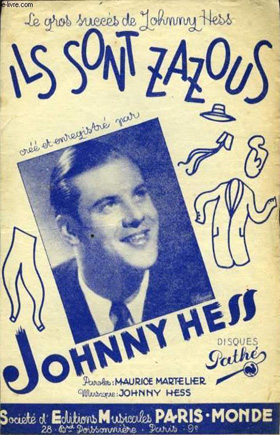 Le gros succès de Johnny Hess
ILS SONT ZAZOUS
créé et enregistré par
JOHNNY HESS
DISQUES
Pathé
Paroles: MAURICE MARTELIER
Musique: JOHNNY HESS
Société d'Editions Musicales PARIS-MONDE
28, Bard Poissonnière, Paris-9e